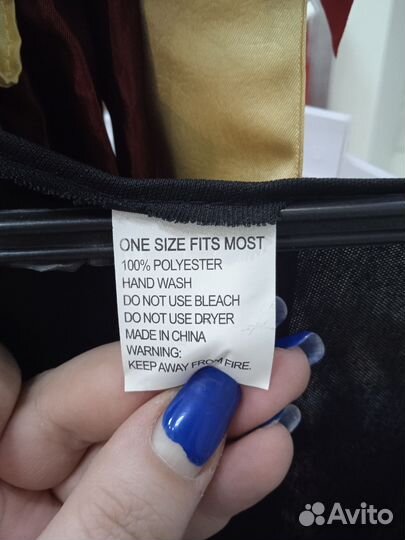 ONE SIZE FITS MOST
100% POLYESTER
HAND WASH
DO NOT USE BLEACH
DO NOT USE DRYER
MADE IN CHINA
WARNING:
KEEP AWAY FROM FIRE.
Avito